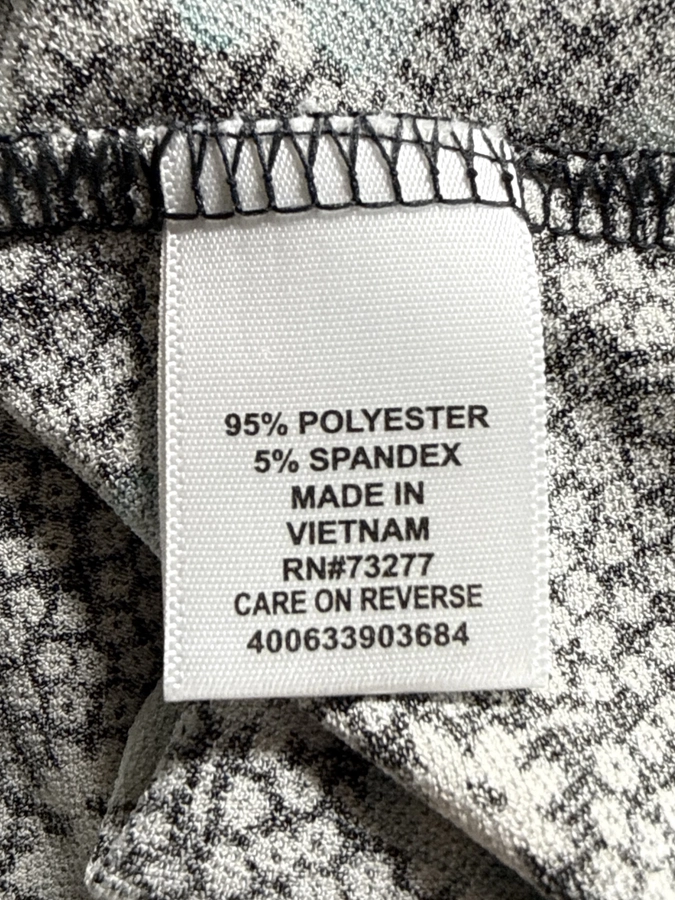 95% POLYESTER
5% SPANDEX
MADE IN
VIETNAM
RN#73277
CARE ON REVERSE
400633903684